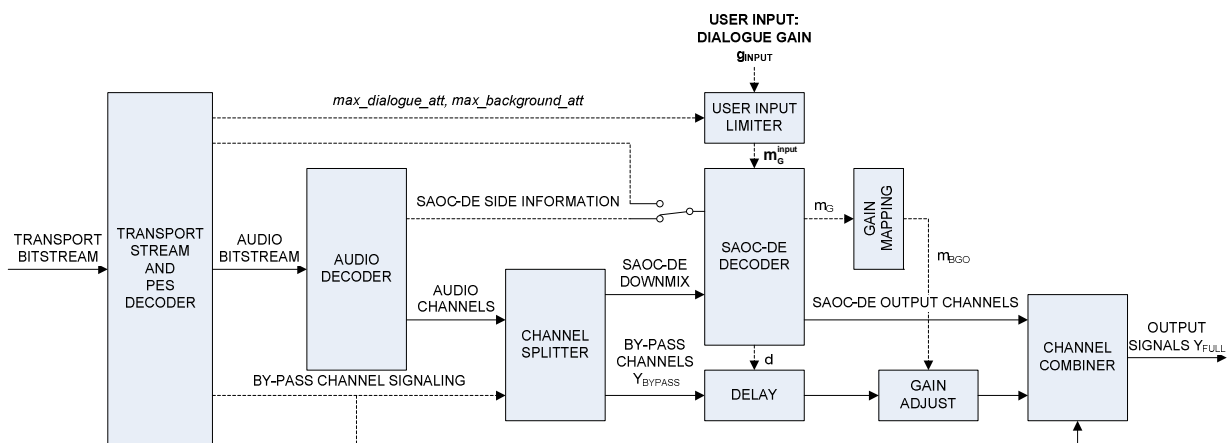 USER INPUT:
DIALOGUE GAIN
gINPUT
max_dialogue_att, max_background_att
USER INPUT
LIMITER
mGinput
SAOC-DE SIDE INFORMATION
mG
GAIN
MAPPING
TRANSPORT
BITSTREAM
TRANSPORT
STREAM
AND
PES
DECODER
AUDIO
BITSTREAM
AUDIO
DECODER
SAOC-DE
DOWNMIX
SAOC-DE
DECODER
mBGO
AUDIO
CHANNELS
CHANNEL
SPLITTER
SAOC-DE OUTPUT CHANNELS
BY-PASS
CHANNELS
YBYPASS
d
CHANNEL
COMBINER
OUTPUT
SIGNALS YFULL
BY-PASS CHANNEL SIGNALING
DELAY
GAIN
ADJUST